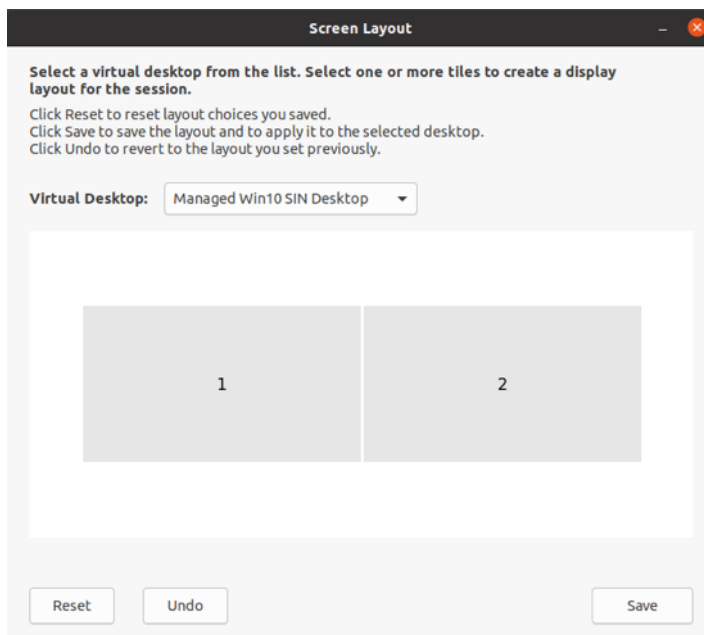 Screen Layout
Select a virtual desktop from the list. Select one or more tiles to create a display
layout for the session.
Click Reset to reset layout choices you saved.
Click Save to save the layout and to apply it to the selected desktop.
Click Undo to revert to the layout you set previously.
Virtual Desktop: Managed Win10 SIN Desktop
1 2
Reset Undo Save